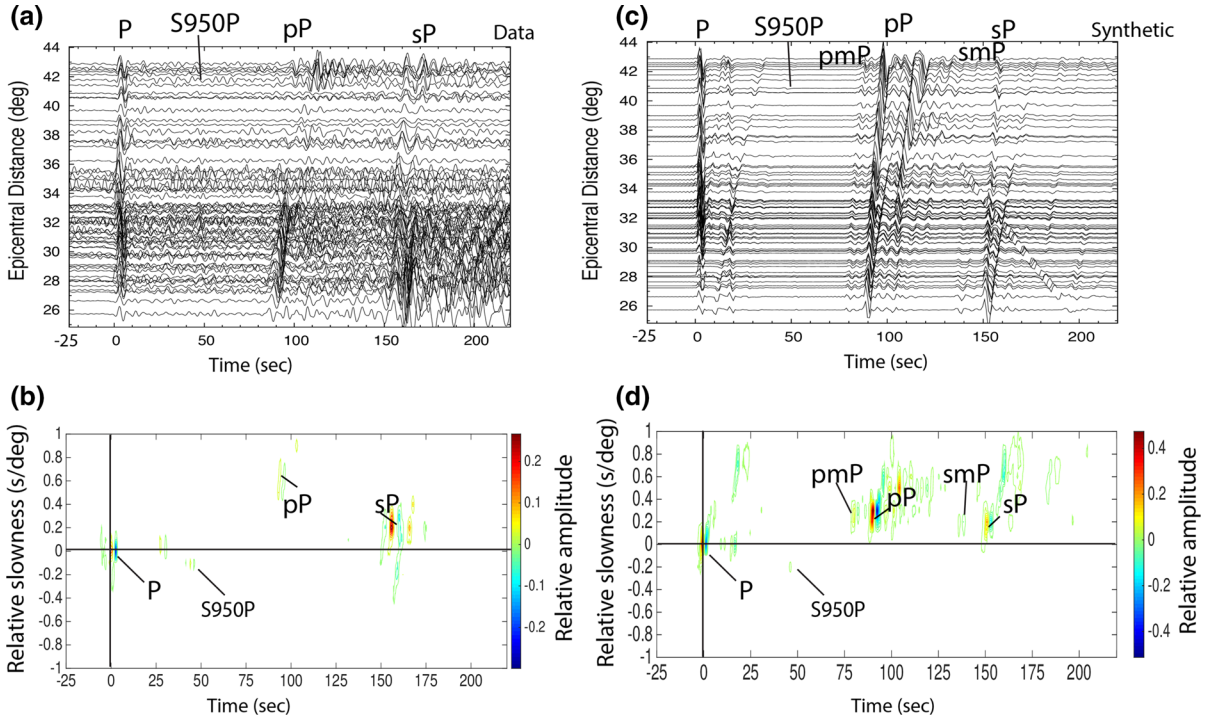 (a)
P
S950P
pP
sP
Data
44
42
40
38
36
34
32
30
28
26
Epicentral Distance (deg)
-25
0
50
100
150
200
Time (sec)
(c)
P
S950P
pP
sP
Synthetic
pmP
smP
44
42
40
38
36
34
32
30
28
26
Epicentral Distance (deg)
-25
0
50
100
150
200
Time (sec)
(b)
1
0.8
0.6
0.4
0.2
0
-0.2
-0.4
-0.6
-0.8
-1
Relative slowness (s/deg)
pP
sP
P
S950P
-25
0
25
50
75
100
125
150
175
200
Time (sec)
0.2
0.1
0
-0.1
-0.2
Relative amplitude
(d)
1
0.8
0.6
0.4
0.2
0
-0.2
-0.4
-0.6
-0.8
-1
Relative slowness (s/deg)
pmP
pP
smP
sP
P
S950P
-25
0
25
50
75
100
125
150
175
200
Time (sec)
0.4
0.2
0
-0.2
-0.4
Relative amplitude